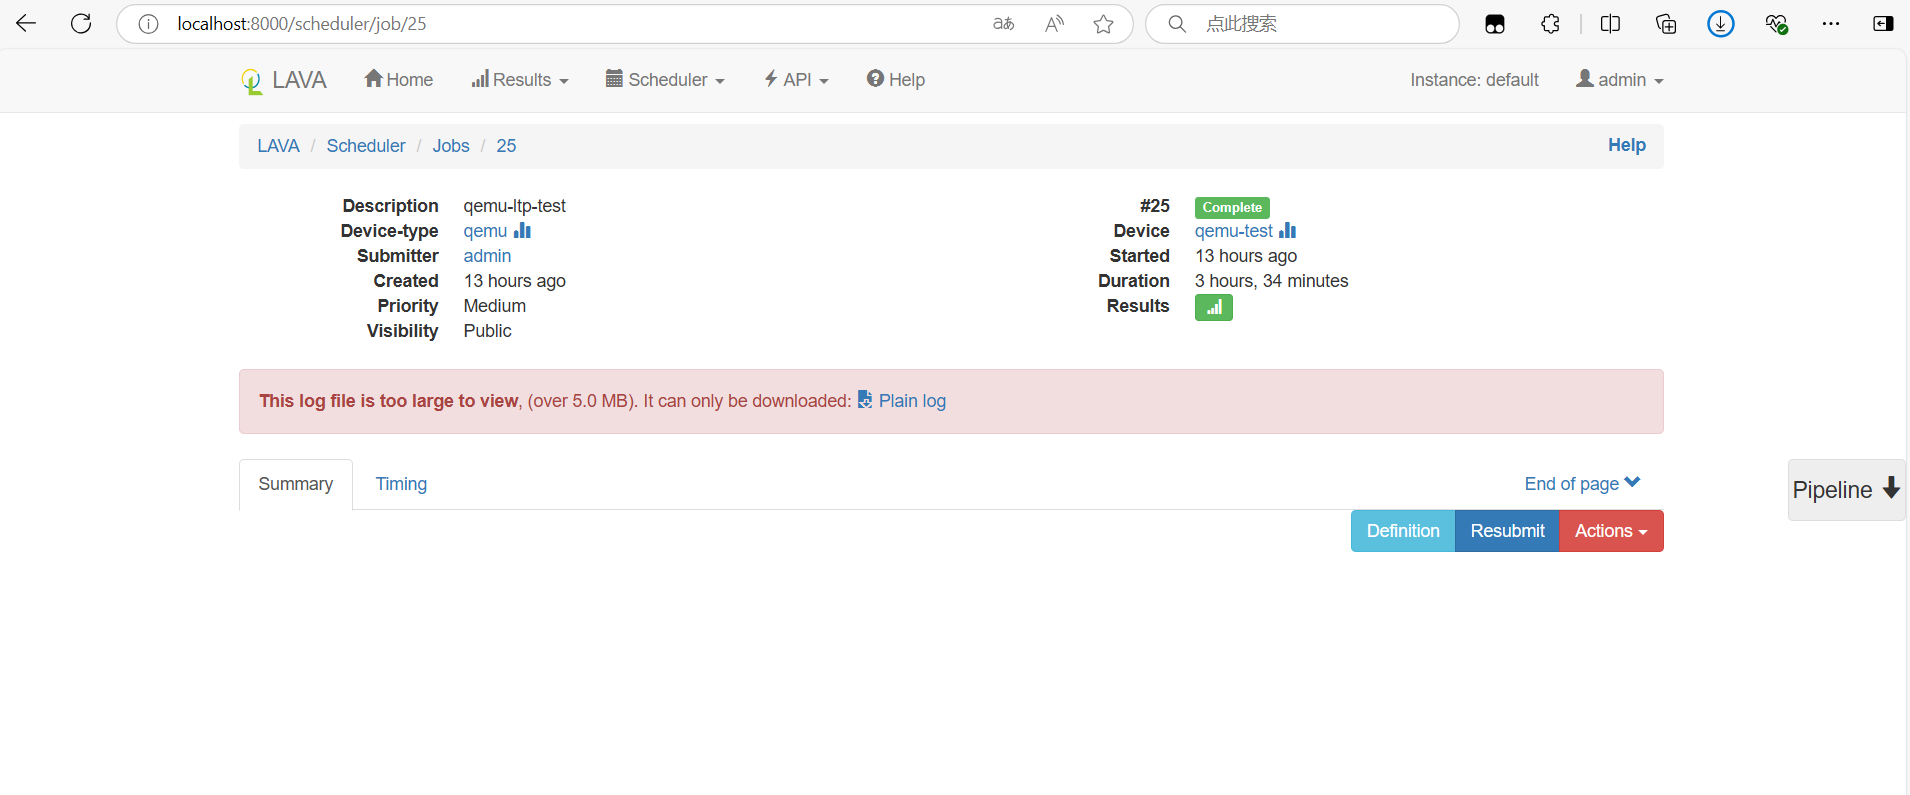 localhost:8000/scheduler/job/25
点此搜索
LAVA Home Results Scheduler API Help Instance: default admin
LAVA / Scheduler / Jobs / 25 Help
Description qemu-ltp-test #25 Complete
Device-type qemu Device qemu-test
Submitter admin Started 13 hours ago
Created 13 hours ago Duration 3 hours, 34 minutes
Priority Medium Results
Visibility Public
This log file is too large to view, (over 5.0 MB). It can only be downloaded: Plain log
Summary Timing End of page
Pipeline
Definition Resubmit Actions